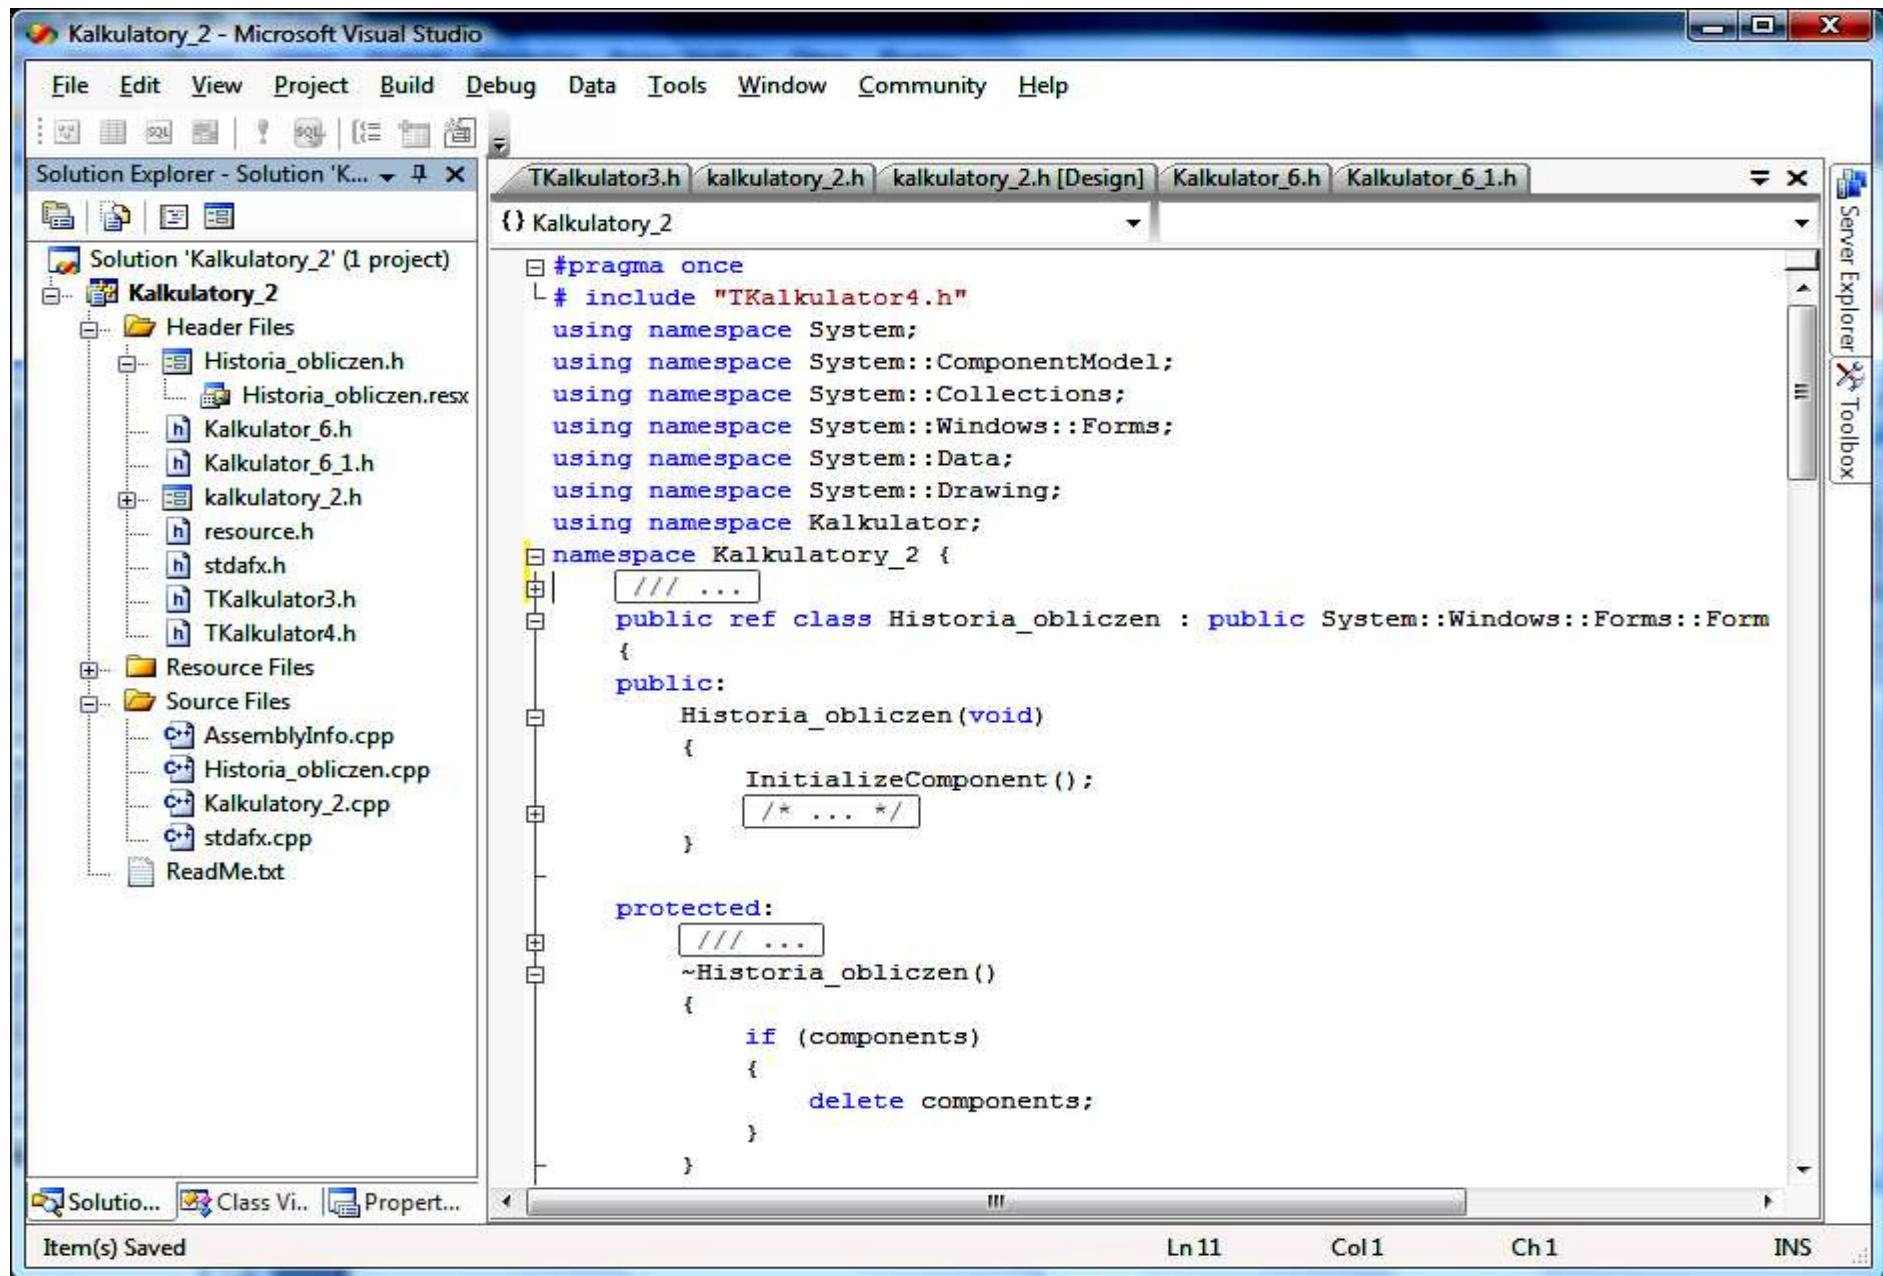 Kalkulatory_2 - Microsoft Visual Studio
File Edit View Project Build Debug Data Tools Window Community Help
Solution Explorer - Solution 'K...
TKalkulator3.h kalkulatory_2.h kalkulatory_2.h [Design] Kalkulator_6.h Kalkulator_6_1.h
{} Kalkulatory_2
Solution 'Kalkulatory_2' (1 project)
Kalkulatory_2
Header Files
Historia_obliczen.h
Historia_obliczen.resx
Kalkulator_6.h
Kalkulator_6_1.h
kalkulatory_2.h
resource.h
stdafx.h
TKalkulator3.h
TKalkulator4.h
Resource Files
Source Files
AssemblyInfo.cpp
Historia_obliczen.cpp
Kalkulatory_2.cpp
stdafx.cpp
ReadMe.txt
Solutio... Class Vi.. Propert...
#pragma once
# include "TKalkulator4.h"
using namespace System;
using namespace System::ComponentModel;
using namespace System::Collections;
using namespace System::Windows::Forms;
using namespace System::Data;
using namespace System::Drawing;
using namespace Kalkulator;
namespace Kalkulatory_2 {
/// ...
public ref class Historia_obliczen : public System::Windows::Forms::Form
{
public:
Historia_obliczen(void)
{
InitializeComponent();
/* ... */
}
protected:
/// ...
~Historia_obliczen()
{
if (components)
{
delete components;
}
}
Server Explorer
Toolbox
Item(s) Saved Ln 11 Col 1 Ch 1 INS